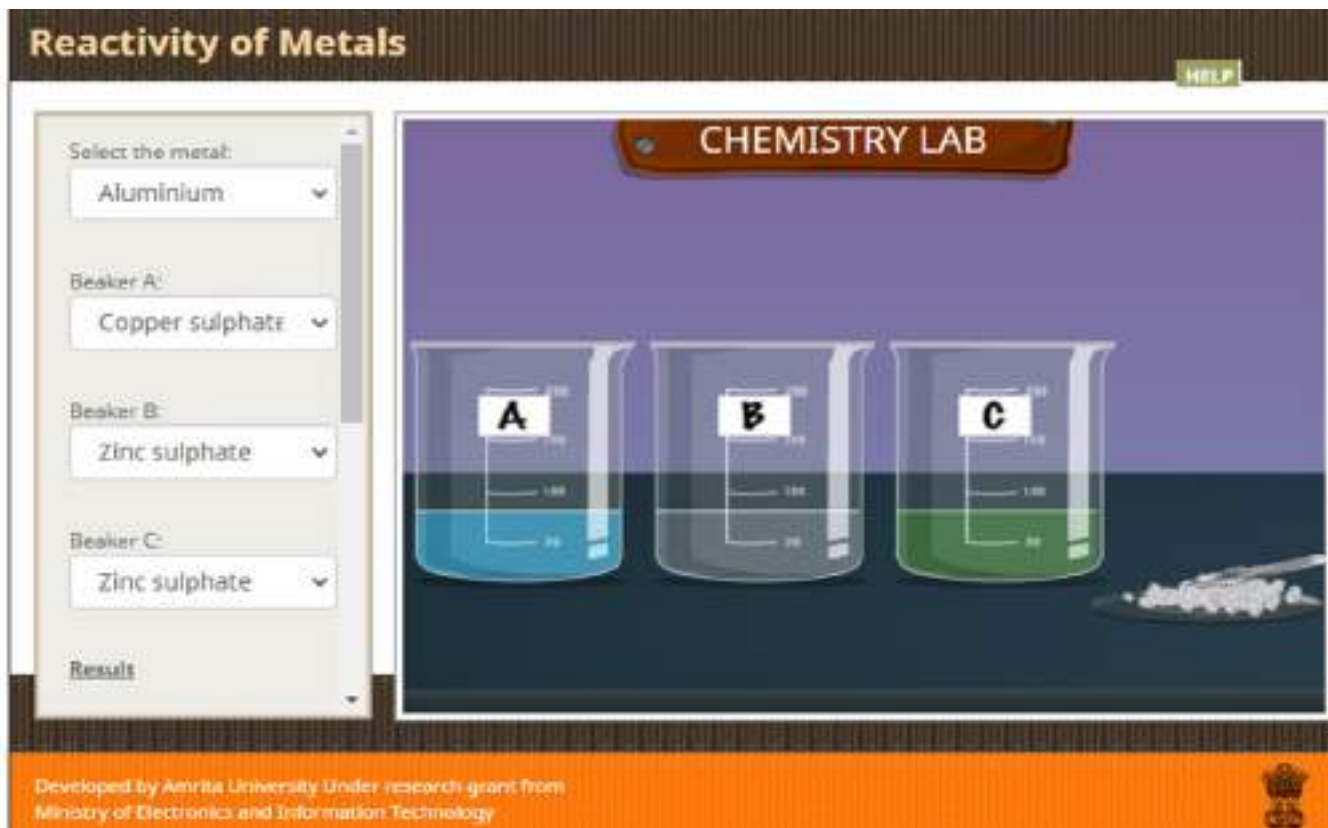 Reactivity of Metals
HELP
Select the metal:
Aluminium
Beaker A:
Copper sulphate
Beaker B:
Zinc sulphate
Beaker C:
Zinc sulphate
Result
CHEMISTRY LAB
A
B
C
Developed by Amrita University Under research grant from
Ministry of Electronics and Information Technology